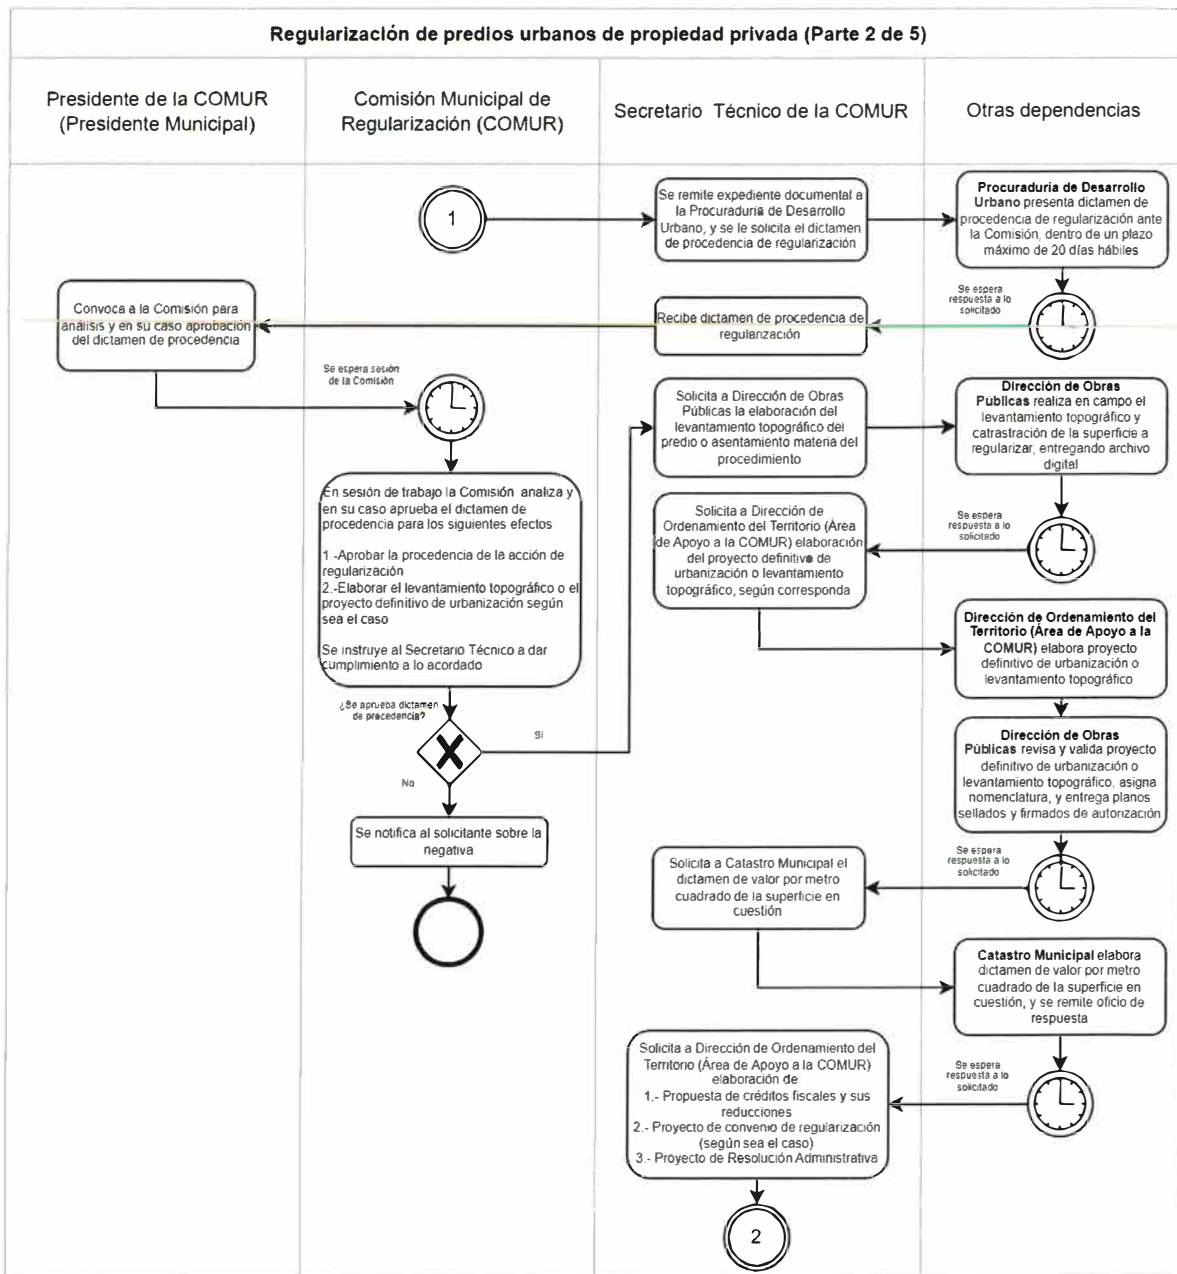 Regularización de predios urbanos de propiedad privada (Parte 2 de 5)
Presidente de la COMUR
(Presidente Municipal)
Comisión Municipal de
Regularización (COMUR)
Secretario Técnico de la COMUR
Otras dependencias
1
Se remite expediente documental a
la Procuraduría de Desarrollo
Urbano, y se le solicita el dictamen
de procedencia de regularización
Procuraduría de Desarrollo
Urbano presenta dictamen de
procedencia de regularización ante
la Comisión, dentro de un plazo
máximo de 20 días hábiles
Se espera
respuesta a lo
solicitado
Recibe dictamen de procedencia de
regularización
Convoca a la Comisión para
análisis y en su caso aprobación
del dictamen de procedencia
Se espera sesión
de la Comisión
En sesión de trabajo la Comisión analiza y
en su caso aprueba el dictamen de
procedencia para los siguientes efectos
1.-Aprobar la procedencia de la acción de
regularización
2.-Elaborar el levantamiento topográfico o el
proyecto definitivo de urbanización según
sea el caso
Se instruye al Secretario Técnico a dar
cumplimiento a lo acordado
¿Se aprueba dictamen
de precedencia?
Sí
No
Se notifica al solicitante sobre la
negativa
Solicita a Dirección de Obras
Públicas la elaboración del
levantamiento topográfico del
predio o asentamiento materia del
procedimiento
Dirección de Obras
Públicas realiza en campo el
levantamiento topográfico y
catrastración de la superficie a
regularizar, entregando archivo
digital
Se espera
respuesta a lo
solicitado
Solicita a Dirección de
Ordenamiento del Territorio (Área
de Apoyo a la COMUR) elaboración
del proyecto definitivo de
urbanización o levantamiento
topográfico, según corresponda
Dirección de Ordenamiento del
Territorio (Área de Apoyo a la
COMUR) elabora proyecto
definitivo de urbanización o
levantamiento topográfico
Dirección de Obras
Públicas revisa y valida proyecto
definitivo de urbanización o
levantamiento topográfico, asigna
nomenclatura, y entrega planos
sellados y firmados de autorización
Se espera
respuesta a lo
solicitado
Solicita a Catastro Municipal el
dictamen de valor por metro
cuadrado de la superficie en
cuestión
Catastro Municipal elabora
dictamen de valor por metro
cuadrado de la superficie en
cuestión, y se remite oficio de
respuesta
Se espera
respuesta a lo
solicitado
Solicita a Dirección de Ordenamiento del
Territorio (Área de Apoyo a la COMUR)
elaboración de
1.- Propuesta de créditos fiscales y sus
reducciones
2.- Proyecto de convenio de regularización
(según sea el caso)
3.- Proyecto de Resolución Administrativa
2